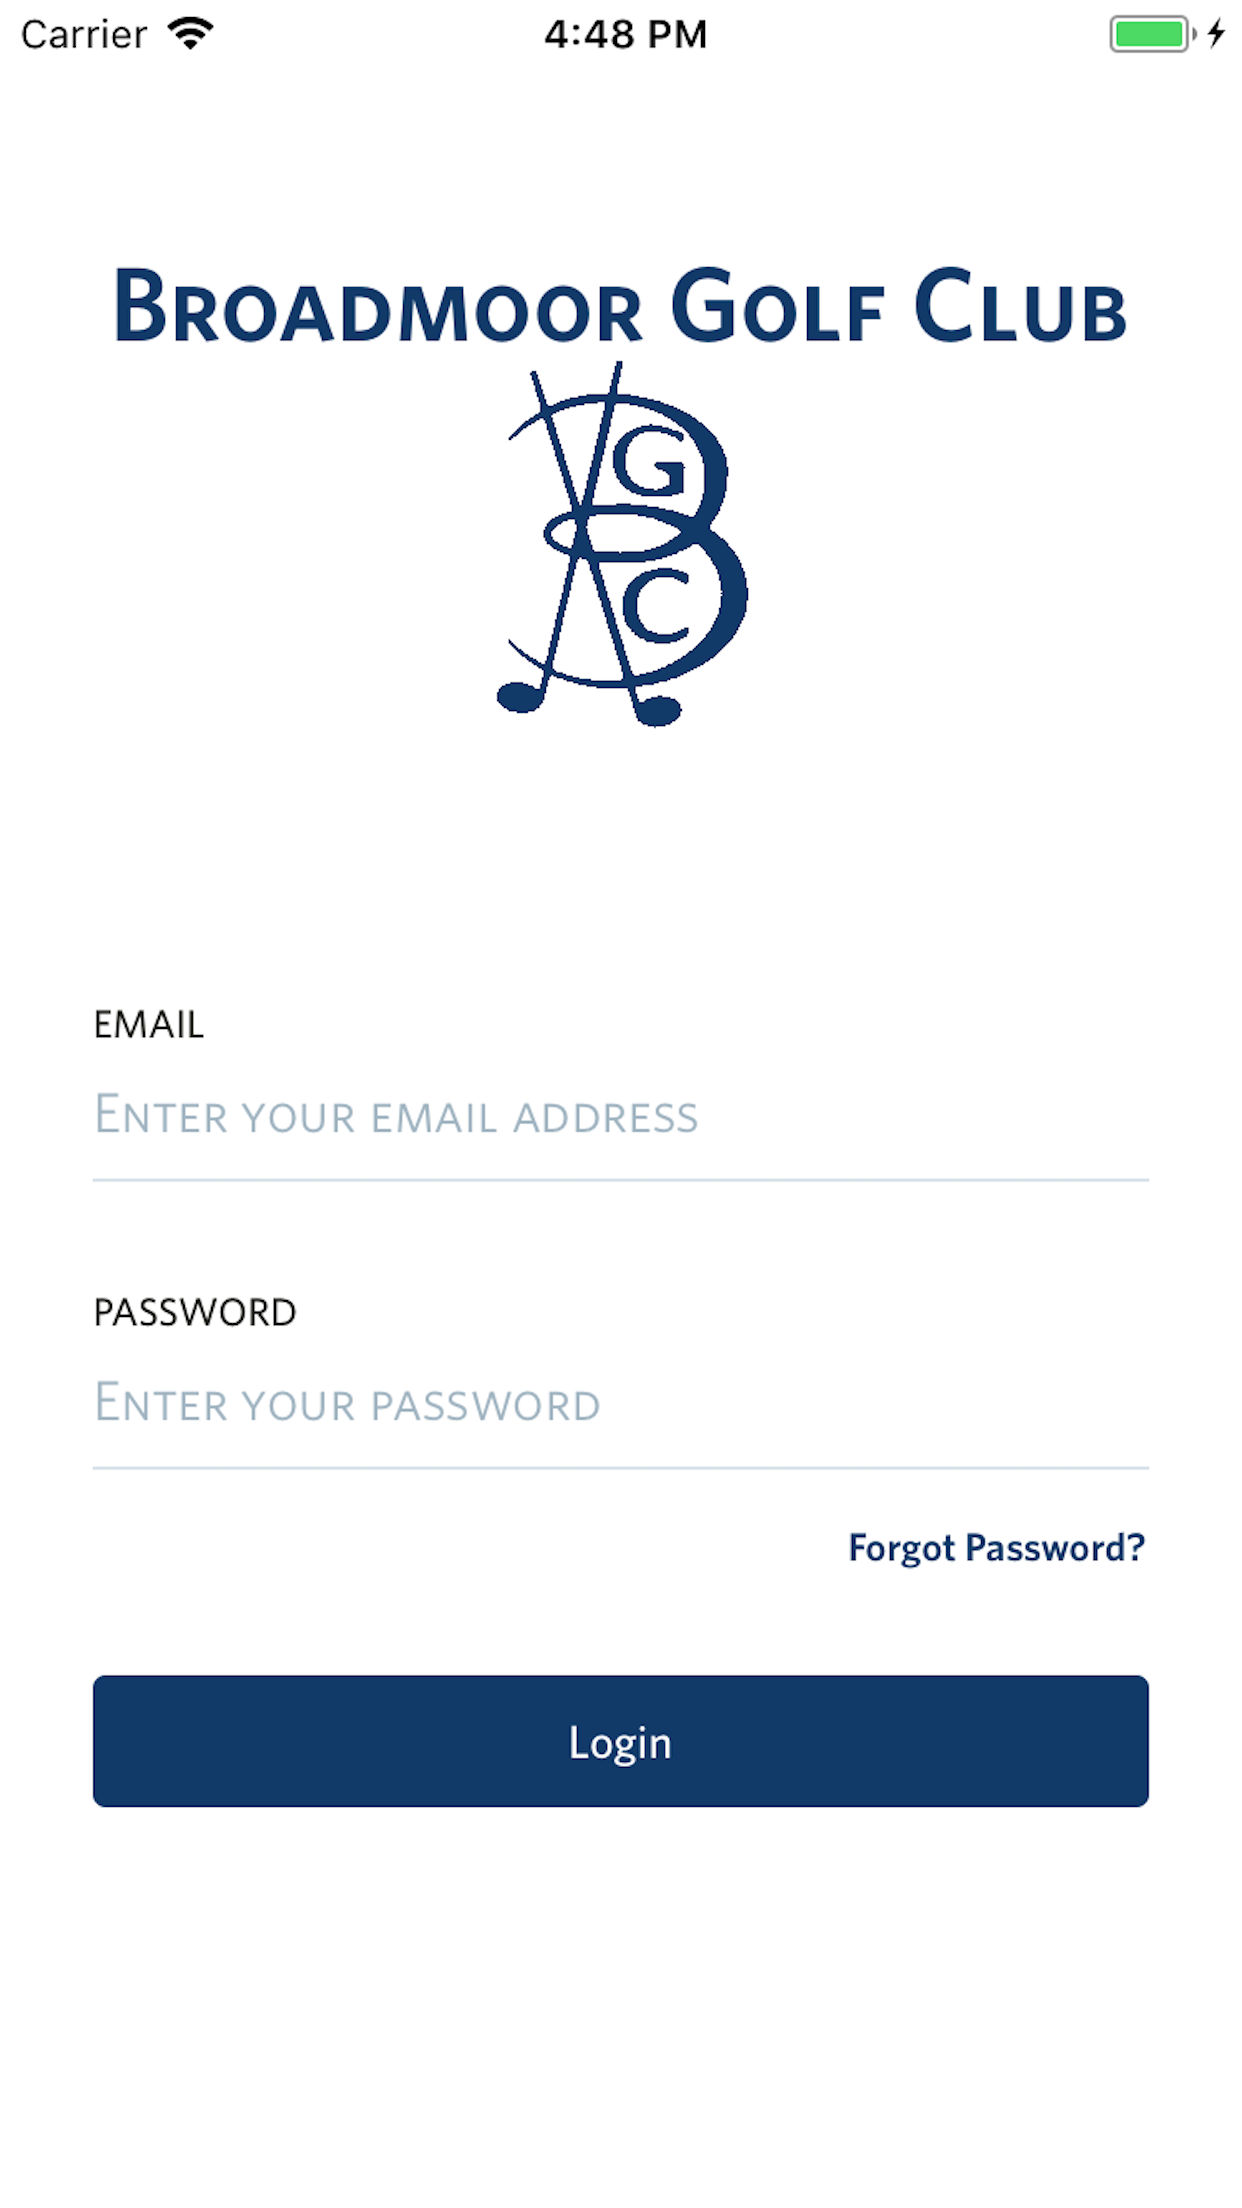 Carrier 4:48 PM
Broadmoor Golf Club
G
B
C
EMAIL
Enter your email address
PASSWORD
Enter your password
Forgot Password?
Login